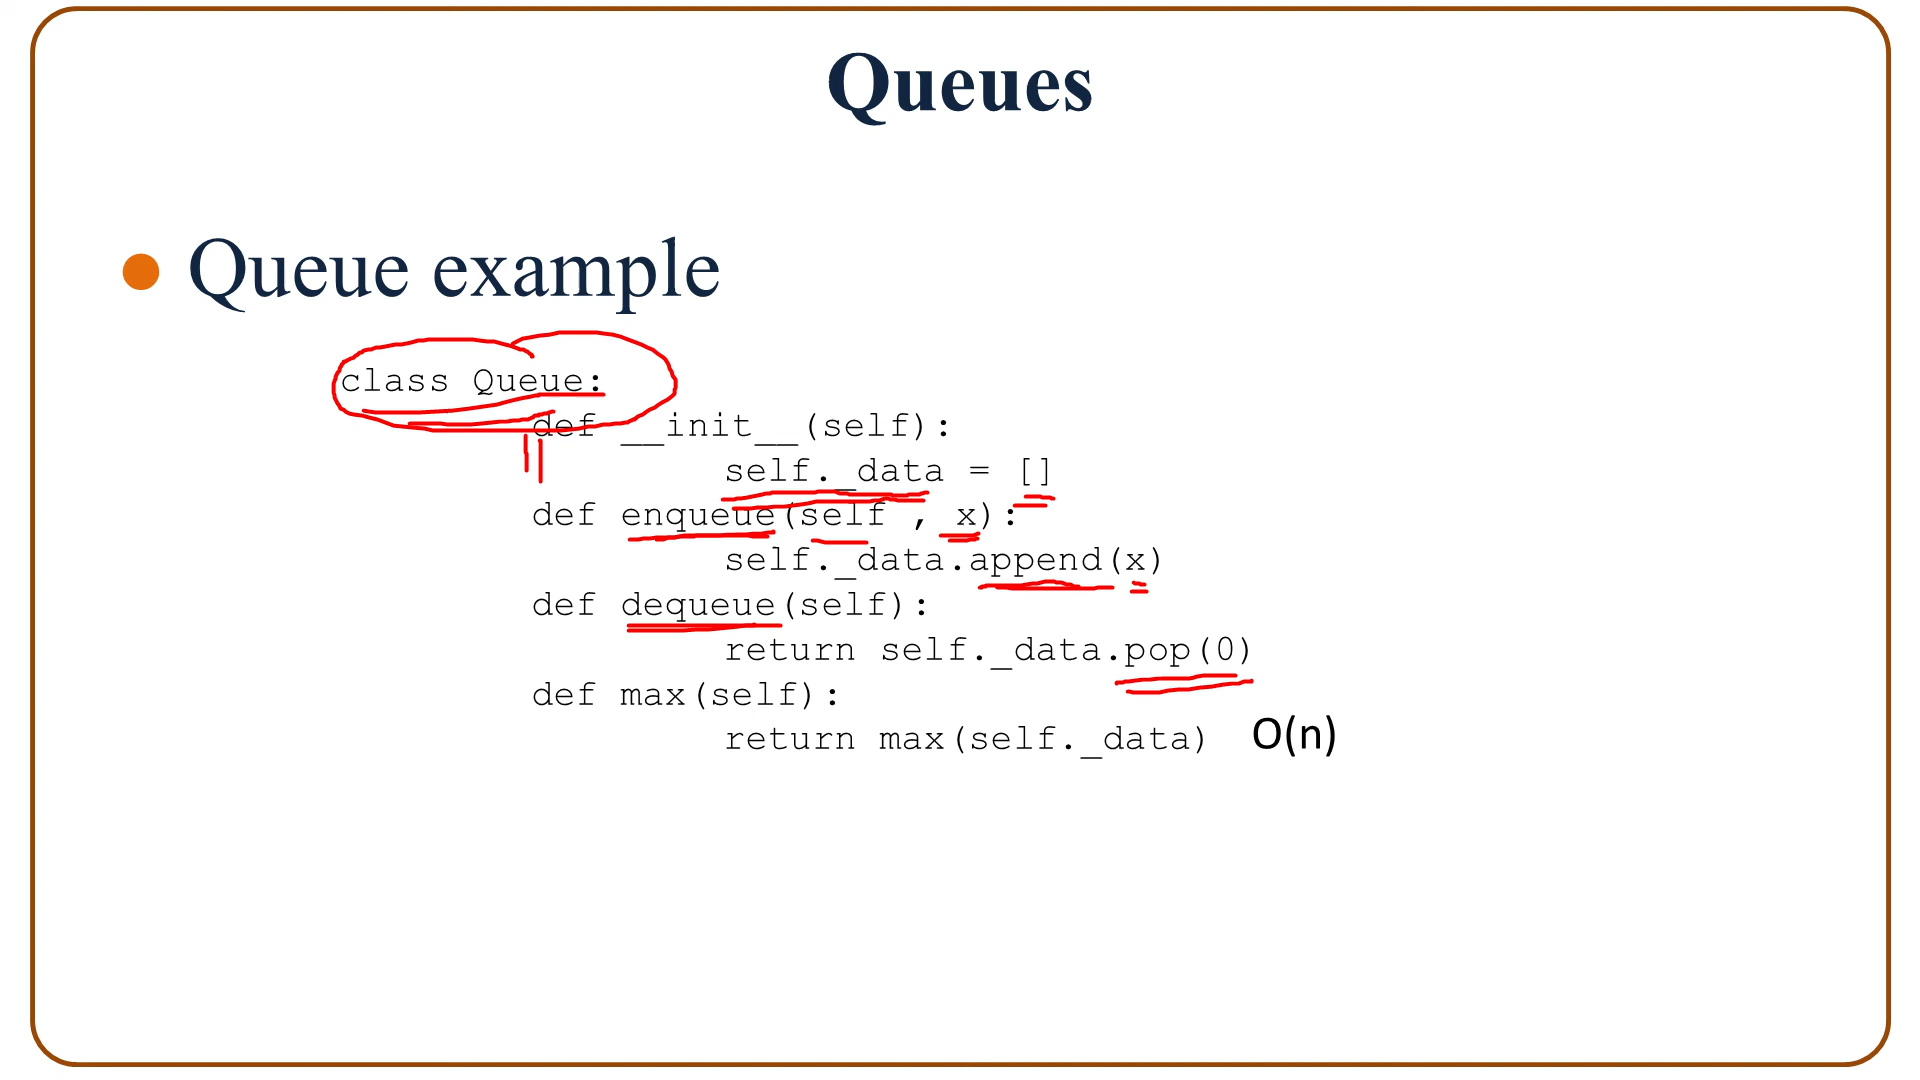 Queues
Queue example
class Queue:
def __init__(self):
self._data = []
def enqueue(self , x):
self._data.append(x)
def dequeue(self):
return self._data.pop(0)
def max(self):
return max(self._data) O(n)